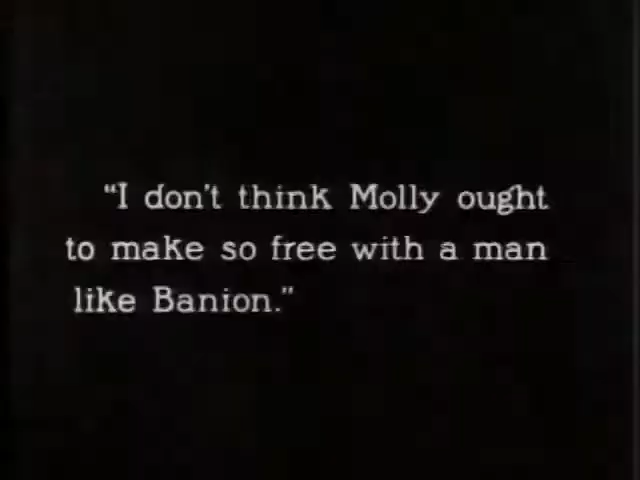 "I don't think Molly ought
to make so free with a man
like Banion."